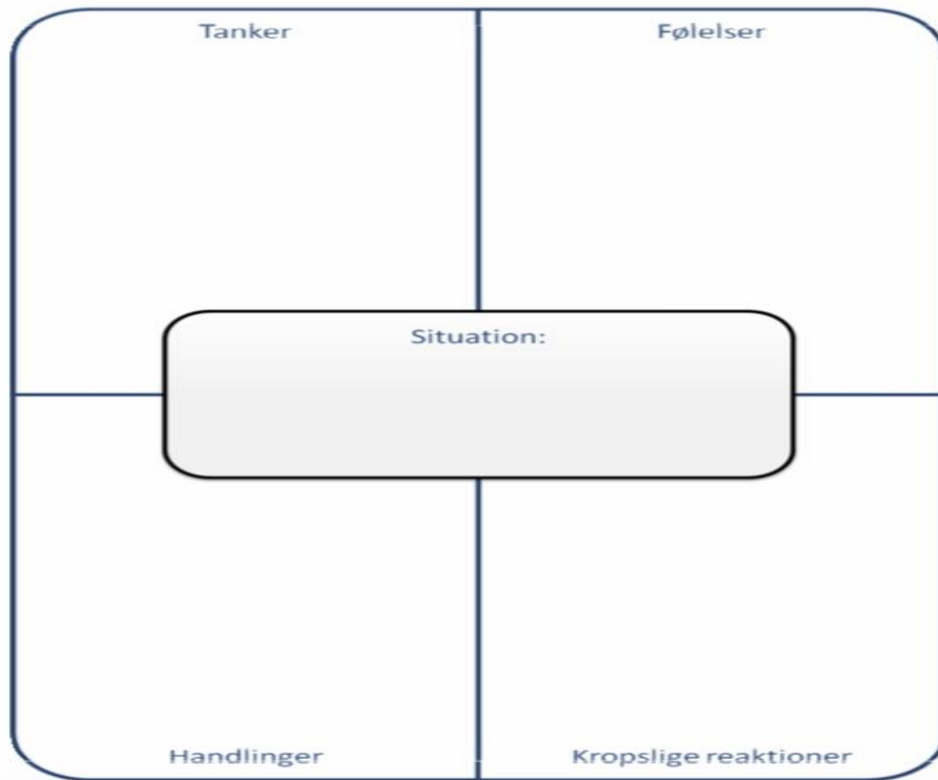 Tanker
Følelser
Situation:
Handlinger
Kropslige reaktioner